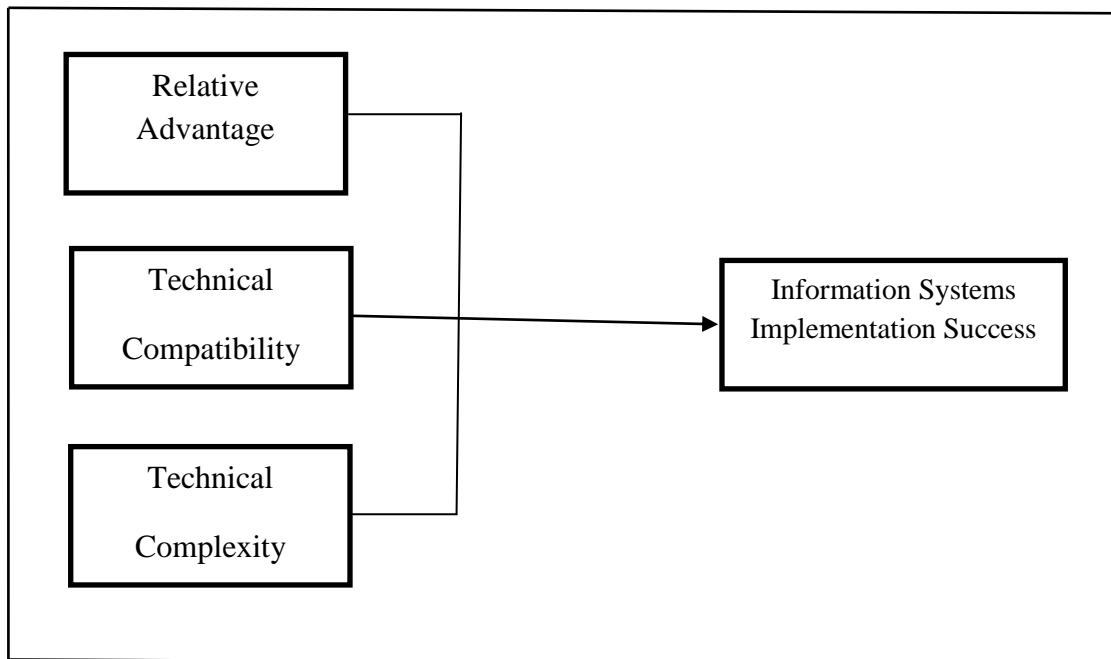 Relative
Advantage
Technical
Compatibility
Information Systems
Implementation Success
Technical
Complexity